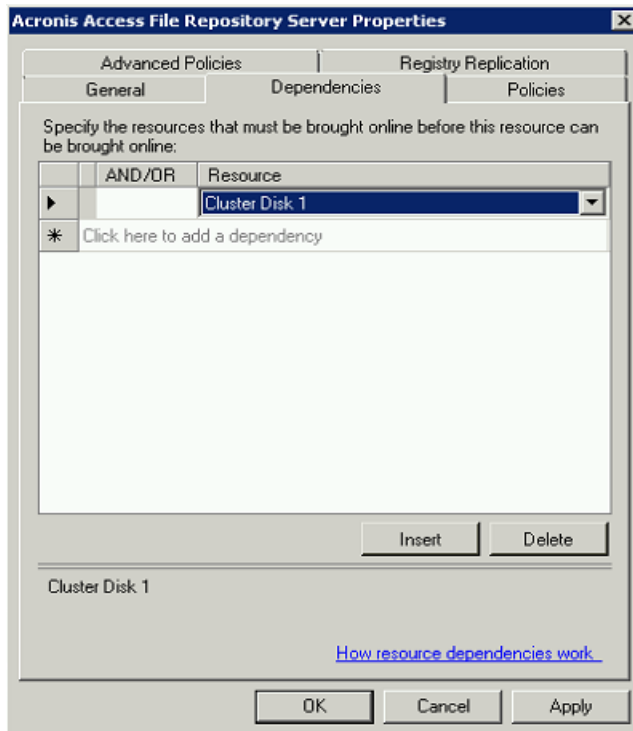 Acronis Access File Repository Server Properties
Advanced Policies
Registry Replication
General
Dependencies
Policies
Specify the resources that must be brought online before this resource can
be brought online:
AND/OR
Resource
Cluster Disk 1
Click here to add a dependency
Insert
Delete
Cluster Disk 1
How resource dependencies work
OK
Cancel
Apply